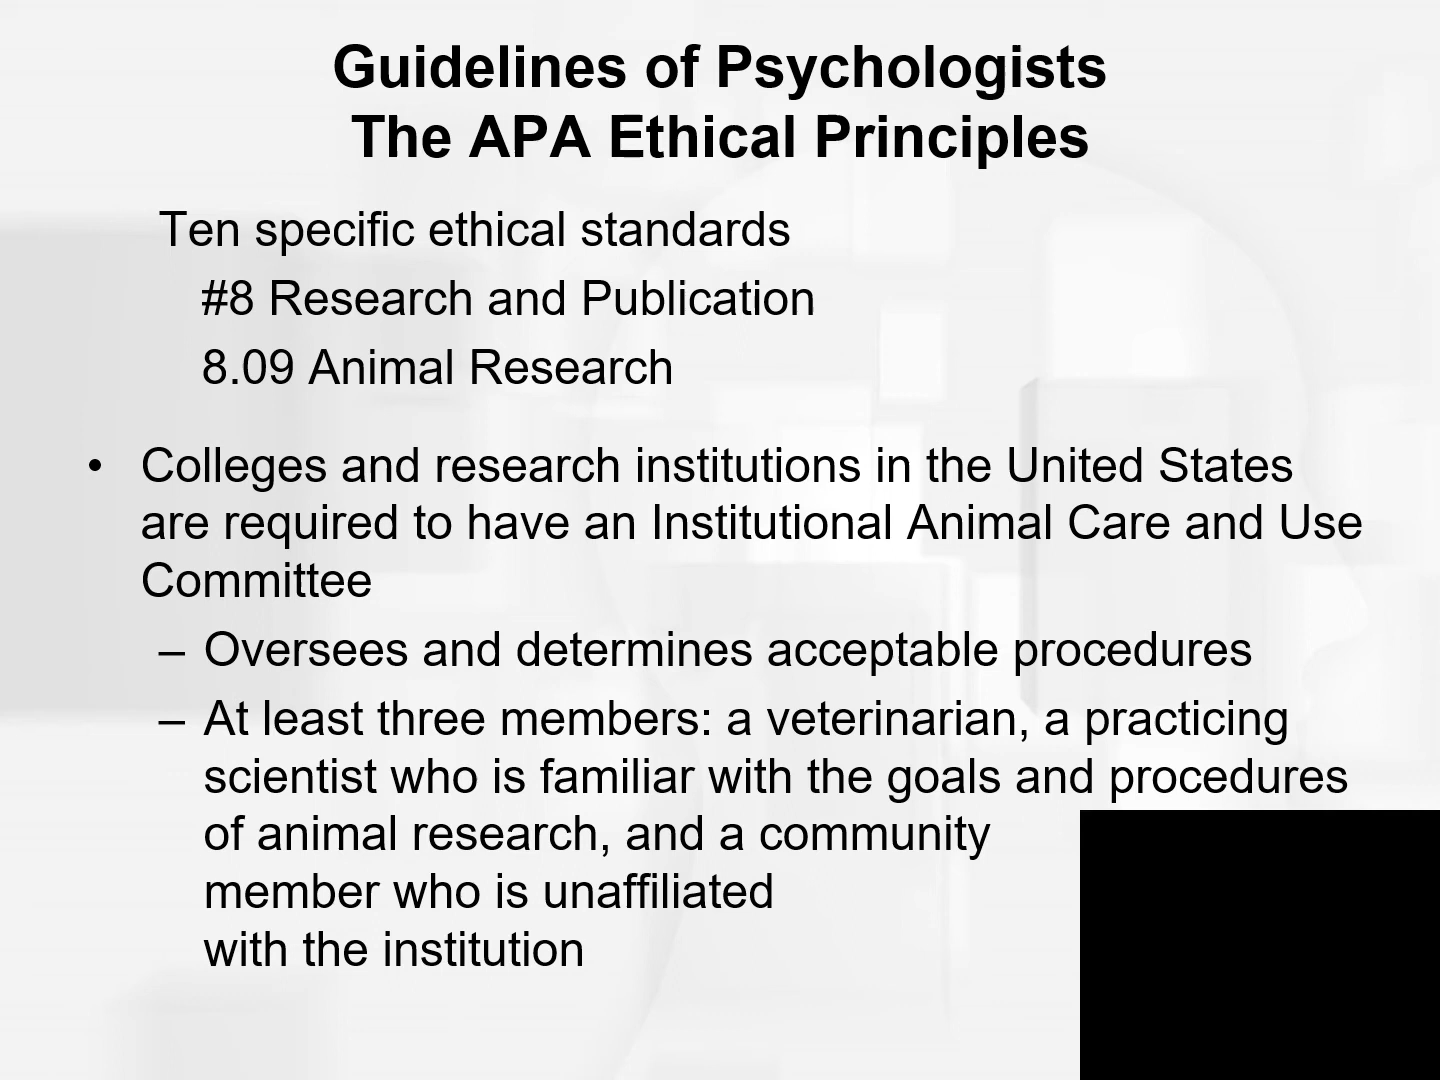 Guidelines of Psychologists
The APA Ethical Principles
Ten specific ethical standards
#8 Research and Publication
8.09 Animal Research
• Colleges and research institutions in the United States
are required to have an Institutional Animal Care and Use
Committee
– Oversees and determines acceptable procedures
– At least three members: a veterinarian, a practicing
scientist who is familiar with the goals and procedures
of animal research, and a community
member who is unaffiliated
with the institution